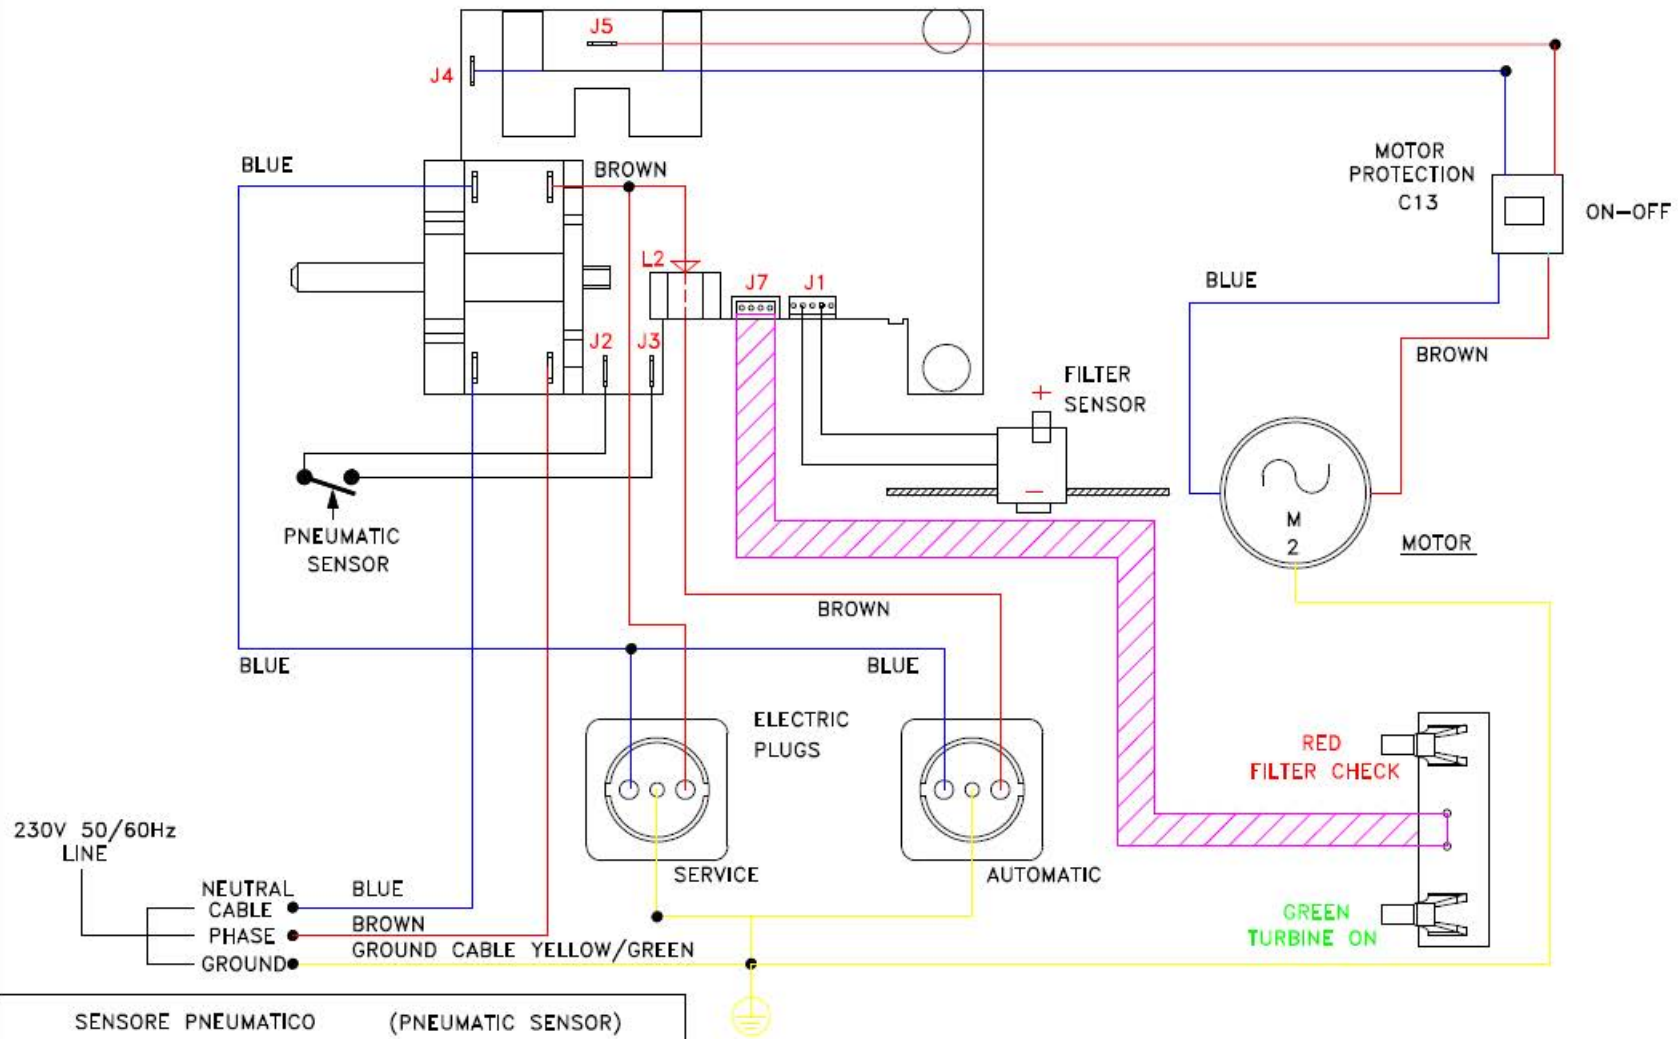 J5
J4
BLUE
BROWN
MOTOR
PROTECTION
C13
ON-OFF
L2
J7
J1
BLUE
J2
J3
BROWN
+
FILTER
SENSOR
-
PNEUMATIC
SENSOR
M
2
MOTOR
BROWN
BLUE
BLUE
ELECTRIC
PLUGS
RED
FILTER CHECK
230V 50/60Hz
LINE
SERVICE
AUTOMATIC
NEUTRAL
CABLE
BLUE
PHASE
BROWN
GROUND
GROUND CABLE YELLOW/GREEN
GREEN
TURBINE ON
SENSORE PNEUMATICO (PNEUMATIC SENSOR)